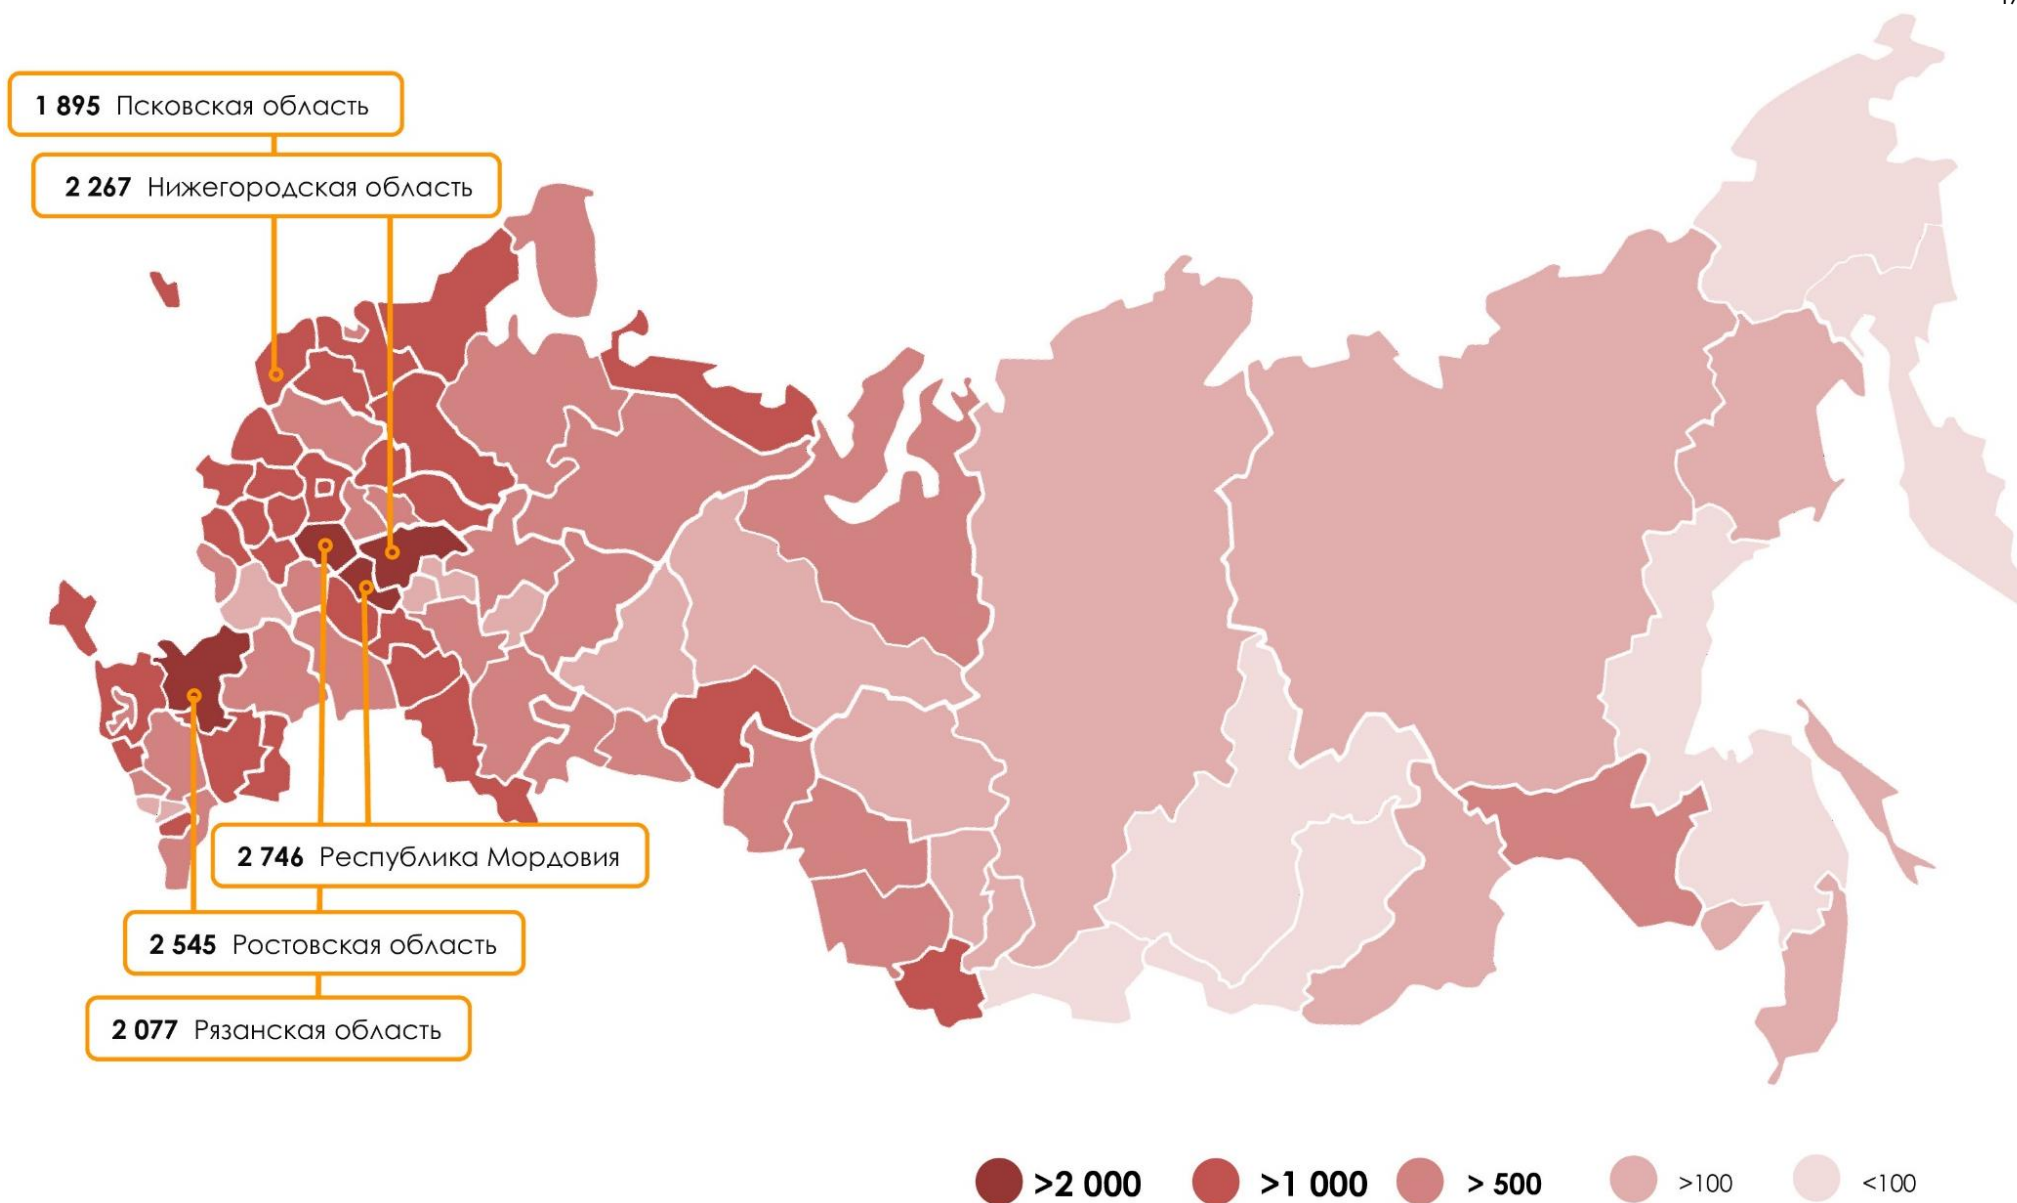 1 895 Псковская область
2 267 Нижегородская область
2 746 Республика Мордовия
2 545 Ростовская область
2 077 Рязанская область
>2 000 >1 000 > 500 >100 <100